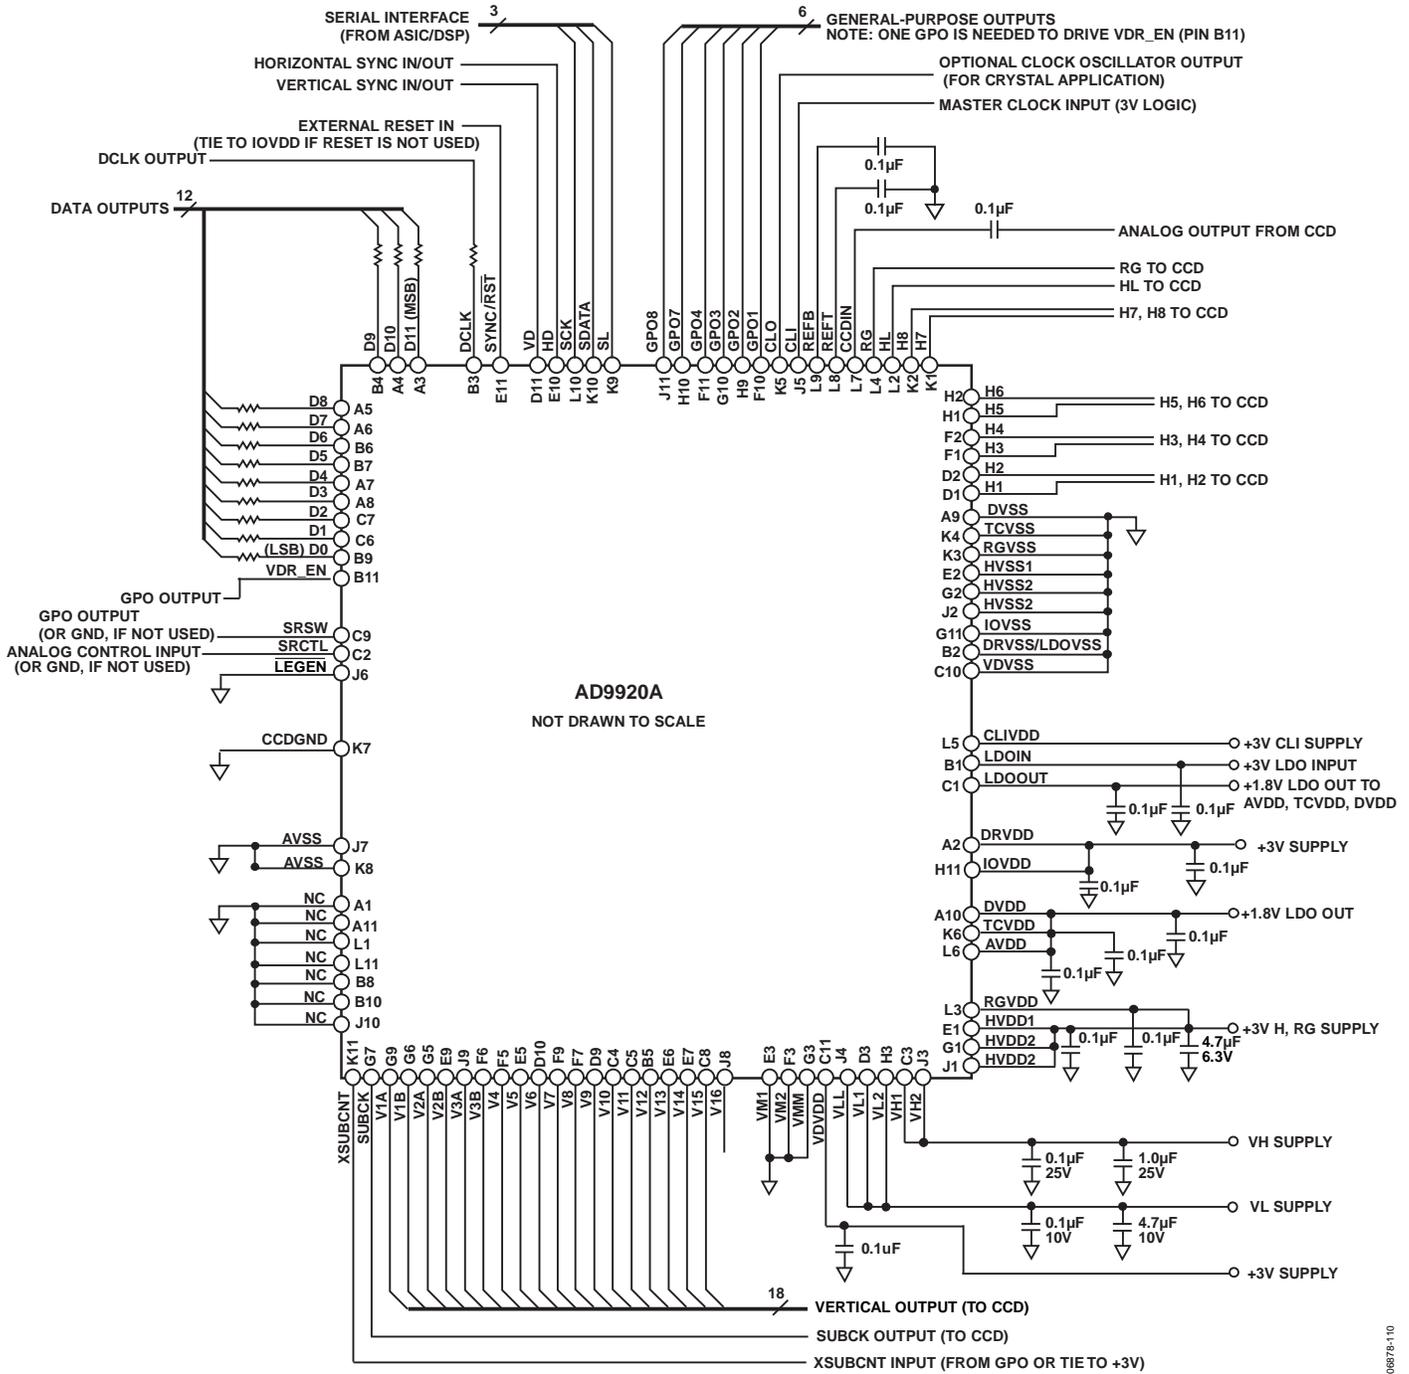 SERIAL INTERFACE
(FROM ASIC/DSP)
3
HORIZONTAL SYNC IN/OUT
VERTICAL SYNC IN/OUT
EXTERNAL RESET IN
(TIE TO IOVDD IF RESET IS NOT USED)
DCLK OUTPUT
12
DATA OUTPUTS
6
GENERAL-PURPOSE OUTPUTS
NOTE: ONE GPO IS NEEDED TO DRIVE VDR_EN (PIN B11)
OPTIONAL CLOCK OSCILLATOR OUTPUT
(FOR CRYSTAL APPLICATION)
MASTER CLOCK INPUT (3V LOGIC)
0.1µF
0.1µF
0.1µF
ANALOG OUTPUT FROM CCD
RG TO CCD
HL TO CCD
H7, H8 TO CCD
D9
D10
D11 (MSB)
DCLK
SYNC/RST
VD
HD
SCK
SDATA
SL
GPO8
GPO7
GPO4
GPO3
GPO2
GPO1
CLO
CLI
REFB
REFT
CCDIN
RG
HL
H8
H7
B4
A4
A3
B3
E11
D11
E10
L10
K10
K9
J11
H10
F11
G10
H9
F10
K5
J5
L9
L8
L7
L4
L2
K2
K1
D8 A5
D7 A6
D6 B6
D5 B7
D4 A7
D3 A8
D2 C7
D1 C6
(LSB) D0 B9
VDR_EN B11
GPO OUTPUT
GPO OUTPUT
(OR GND, IF NOT USED) SRSW C9
ANALOG CONTROL INPUT SRCTL C2
(OR GND, IF NOT USED)
LEGEN J6
CCDGND K7
AVSS J7
AVSS K8
NC A1
NC A11
NC L1
NC L11
NC B8
NC B10
NC J10
AD9920A
NOT DRAWN TO SCALE
H2 H6
H1 H5
H5, H6 TO CCD
F2 H4
F1 H3
H3, H4 TO CCD
D2 H2
D1 H1
H1, H2 TO CCD
A9 DVSS
K4 TCVSS
K3 RGVSS
E2 HVSS1
G2 HVSS2
J2 HVSS2
G11 IOVSS
B2 DRVSS/LDOVSS
C10 VDVSS
L5 CLIVDD +3V CLI SUPPLY
B1 LDOIN +3V LDO INPUT
C1 LDOOUT +1.8V LDO OUT TO
AVDD, TCVDD, DVDD
0.1µF
0.1µF
A2 DRVDD +3V SUPPLY
H11 IOVDD
0.1µF
0.1µF
A10 DVDD +1.8V LDO OUT
K6 TCVDD
L6 AVDD
0.1µF
0.1µF
0.1µF
L3 RGVDD
E1 HVDD1 +3V H, RG SUPPLY
G1 HVDD2
J1 HVDD2
0.1µF
0.1µF
4.7µF
6.3V
K11
G7
G9
G6
G5
E9
J9
F6
F5
E5
D10
F9
F7
D9
C4
C5
B5
E6
E7
C8
J8
E3
F3
G3
C11
J4
D3
H3
C3
J3
XSUBCNT
SUBCK
V1A
V1B
V2A
V2B
V3A
V3B
V4
V5
V6
V7
V8
V9
V10
V11
V12
V13
V14
V15
V16
VM1
VM2
VMM
VDVDD
VLL
VL1
VL2
VH1
VH2
VH SUPPLY
0.1µF
25V
1.0µF
25V
VL SUPPLY
0.1µF
10V
4.7µF
10V
0.1uF
+3V SUPPLY
18
VERTICAL OUTPUT (TO CCD)
SUBCK OUTPUT (TO CCD)
XSUBCNT INPUT (FROM GPO OR TIE TO +3V)
06878-110